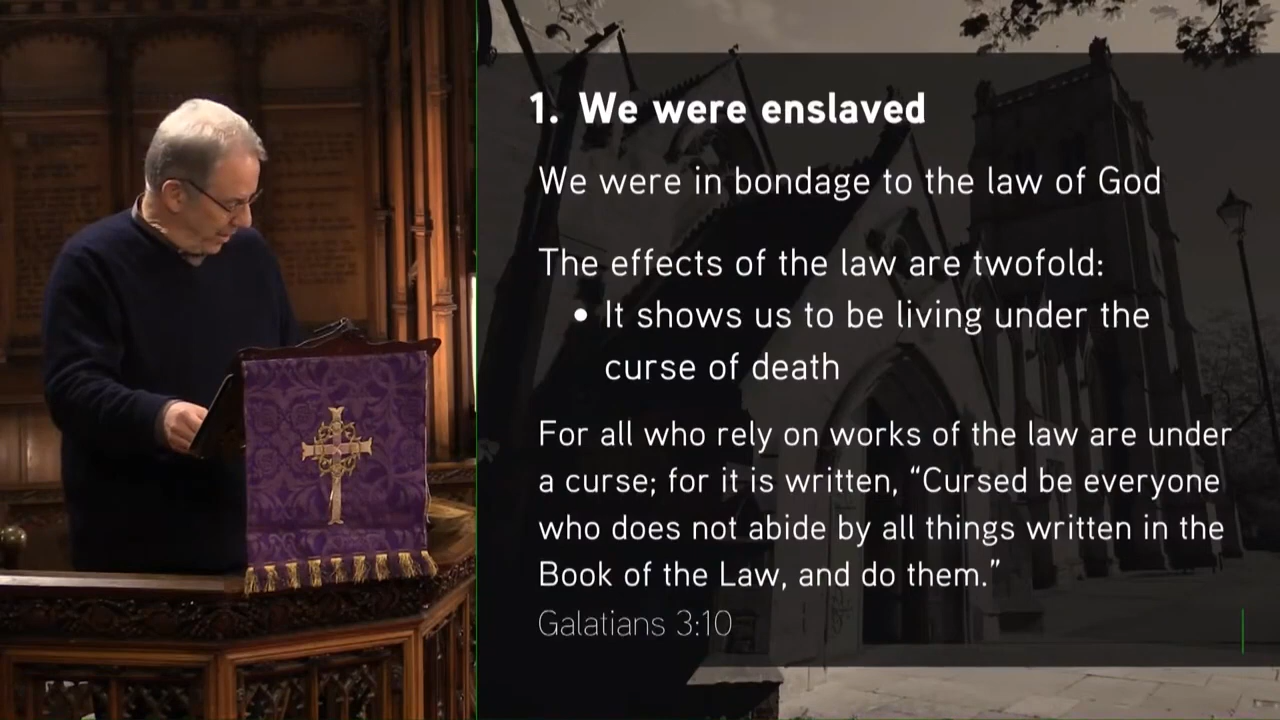 1. We were enslaved
We were in bondage to the law of God
The effects of the law are twofold:
• It shows us to be living under the
curse of death
For all who rely on works of the law are under
a curse; for it is written, “Cursed be everyone
who does not abide by all things written in the
Book of the Law, and do them.”
Galatians 3:10